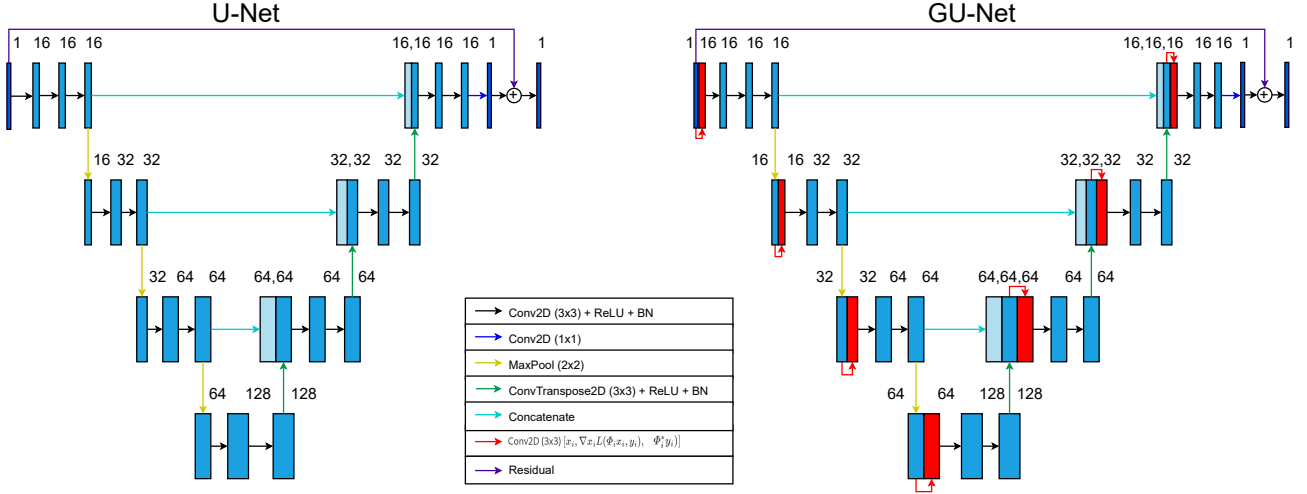 U-Net
GU-Net
1 16 16 16 16,16 16 16 1 1
1 16 16 16 16 16,16,16 16 16 1 1
16 32 32 32,32 32 32
16 16 32 32 32,32,32 32 32
32 64 64 64,64 64 64
32 32 64 64 64,64,64 64 64
64 128 128
64 64 128 128
Conv2D (3x3) + ReLU + BN
Conv2D (1x1)
MaxPool (2x2)
ConvTranspose2D (3x3) + ReLU + BN
Concatenate
Conv2D (3x3) [x_i, ∇x_iL(Φ_ix_i, y_i), Φ_i^*y_i)]
Residual